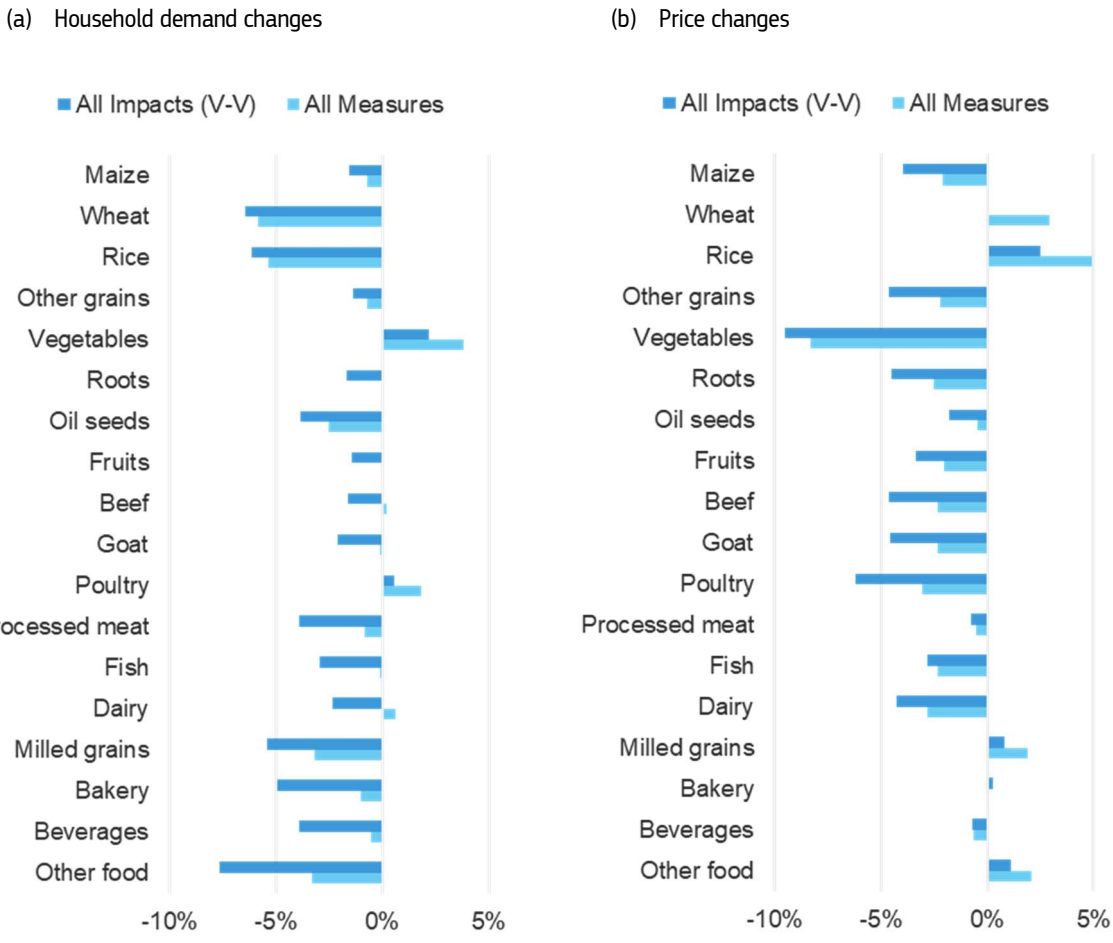 (a) Household demand changes
All Impacts (V-V) All Measures
Maize
Wheat
Rice
Other grains
Vegetables
Roots
Oil seeds
Fruits
Beef
Goat
Poultry
ocessed meat
Fish
Dairy
Milled grains
Bakery
Beverages
Other food
-10% -5% 0% 5%
(b) Price changes
All Impacts (V-V) All Measures
Maize
Wheat
Rice
Other grains
Vegetables
Roots
Oil seeds
Fruits
Beef
Goat
Poultry
Processed meat
Fish
Dairy
Milled grains
Bakery
Beverages
Other food
-10% -5% 0% 5%